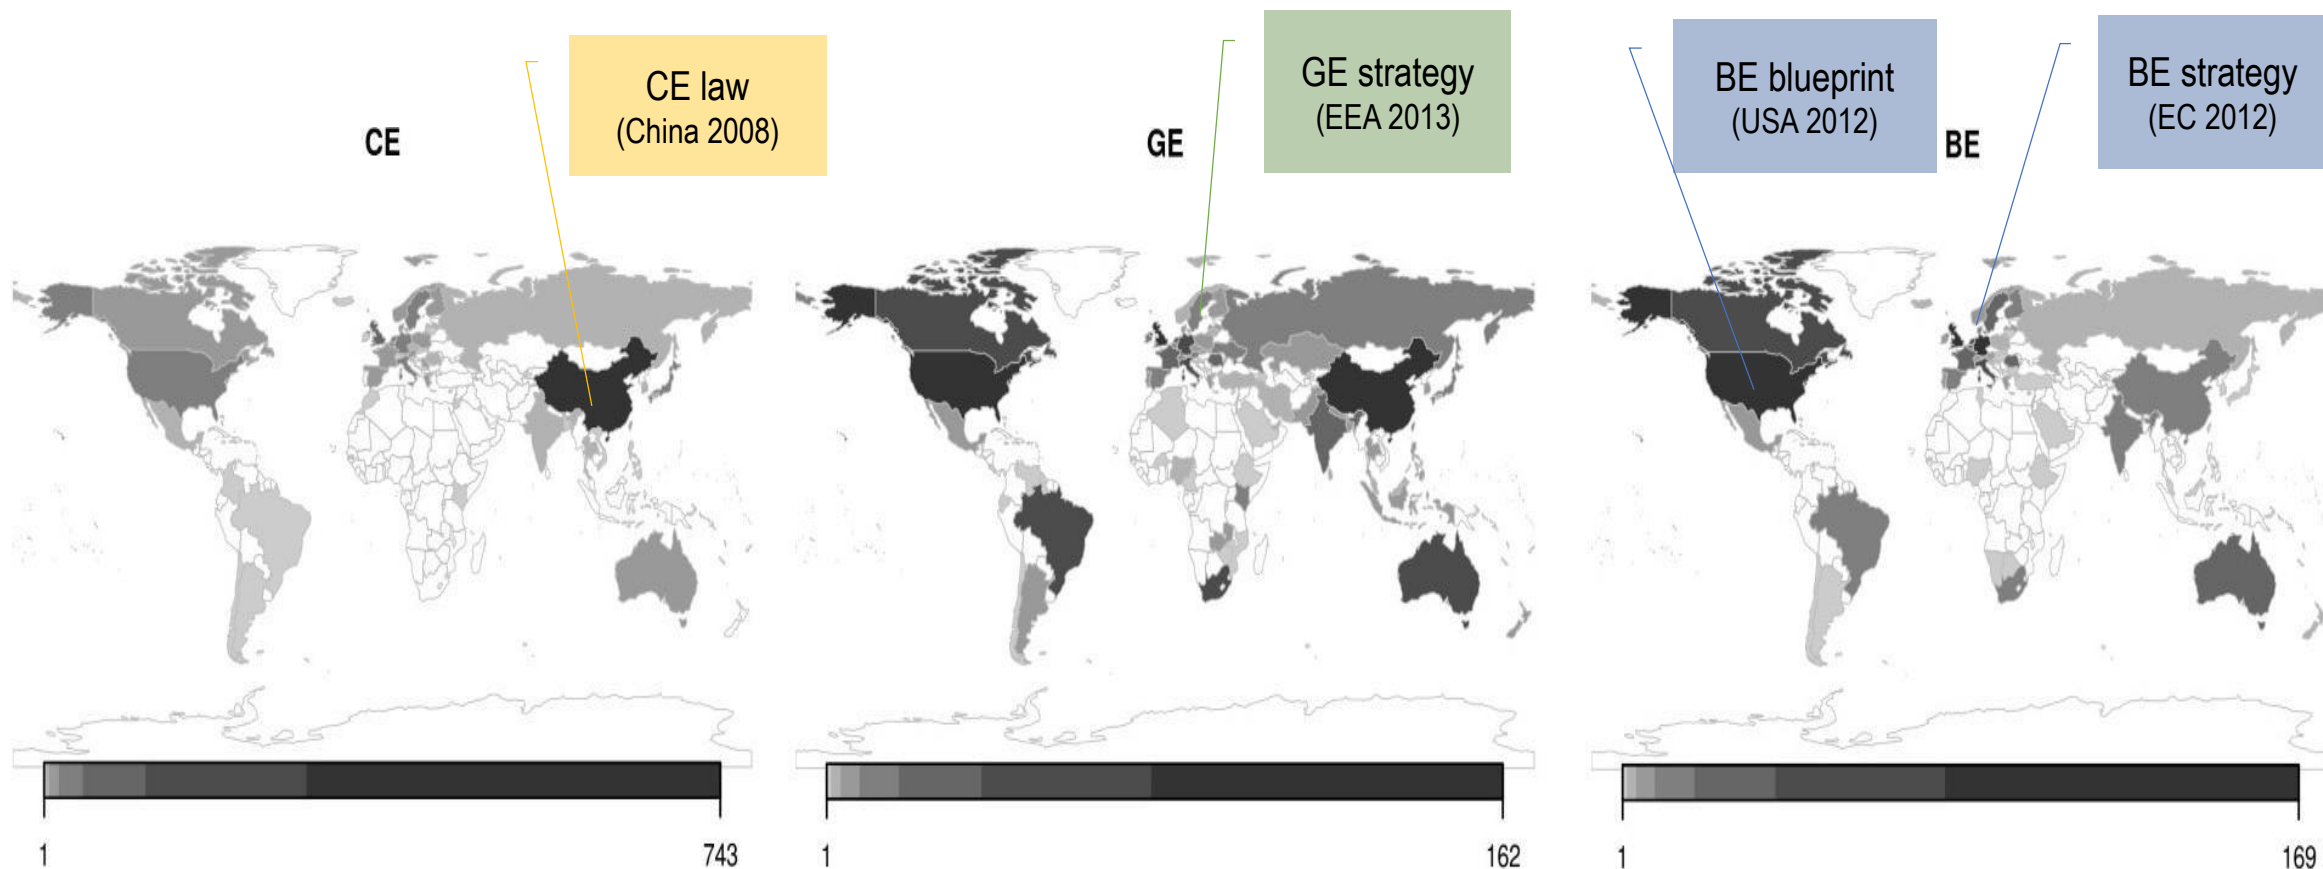 CE law
(China 2008)
CE
GE strategy
(EEA 2013)
GE
BE blueprint
(USA 2012)
BE strategy
(EC 2012)
BE
1
743
1
162
1
169